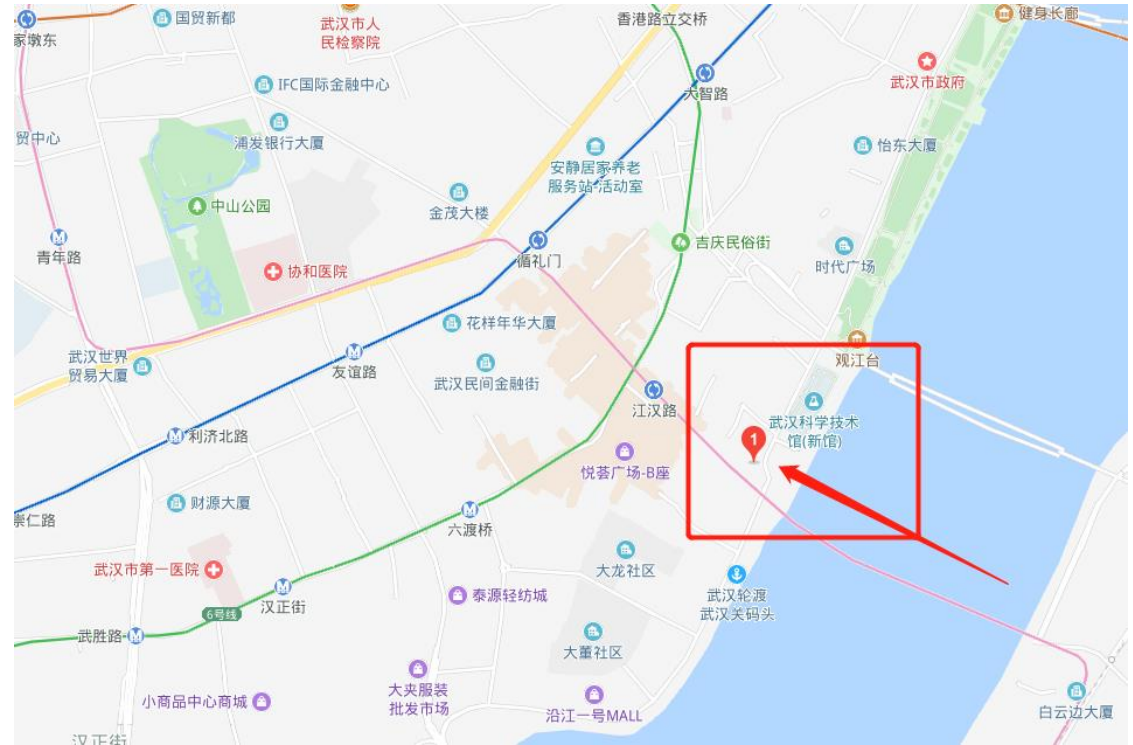 国贸新都
武汉市人
民检察院
香港路立交桥
健身长廊
家墩东
IFC国际金融中心
大智路
武汉市政府
贸中心
浦发银行大厦
怡东大厦
安静居家养老
服务站-活动室
中山公园
金茂大楼
青年路
循礼门
吉庆民俗街
时代广场
协和医院
花样年华大厦
武汉世界
贸易大厦
友谊路
武汉民间金融街
观江台
江汉路
武汉科学技术
馆(新馆)
1
利济北路
悦荟广场-B座
财源大厦
崇仁路
六渡桥
武汉市第一医院
大龙社区
武汉轮渡
武汉关码头
6号线
汉正街
泰源轻纺城
武胜路
大董社区
小商品中心商城
大夹服装
批发市场
沿江一号MALL
白云边大厦
汉正街